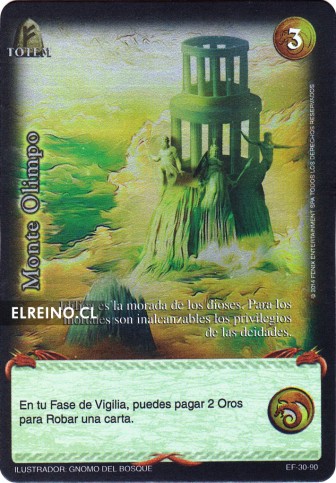 TOTEM
3
Monte Olimpo
© 2014 FENIX ENTERTAINMENT SPA TODOS LOS DERECHOS RESERVADOS
ELREINO.CL
es la morada de los dioses. Para los
mortales son inalcanzables los privilegios
de las deidades.
En tu Fase de Vigilia, puedes pagar 2 Oros
para Robar una carta.
ILUSTRADOR: GNOMO DEL BOSQUE
EF-30-90